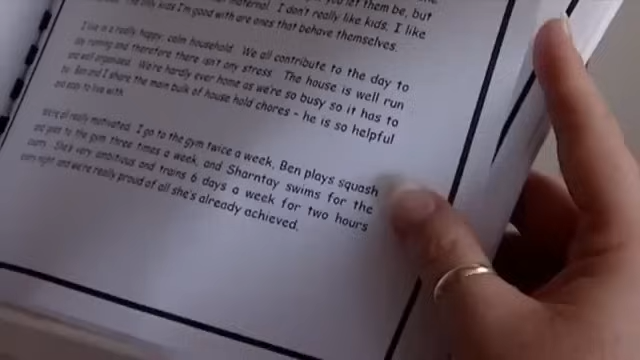 you let them be, but
maternal. I don't really like kids, I like
The only kids I'm good with are ones that behave themselves.
I live in a really happy, calm household. We all contribute to the day to
day running and therefore there isn't any stress. The house is well run
and well organised. We're hardly ever home as we're so busy so it has to
be. Ben and I share the main bulk of house hold chores - he is so helpful
and easy to live with.
We're all really motivated. I go to the gym twice a week, Ben plays squash
and goes to the gym three times a week, and Sharntay swims for the
county. She's very ambitious and trains 6 days a week for two hours
every night and we're really proud of all she's already achieved.